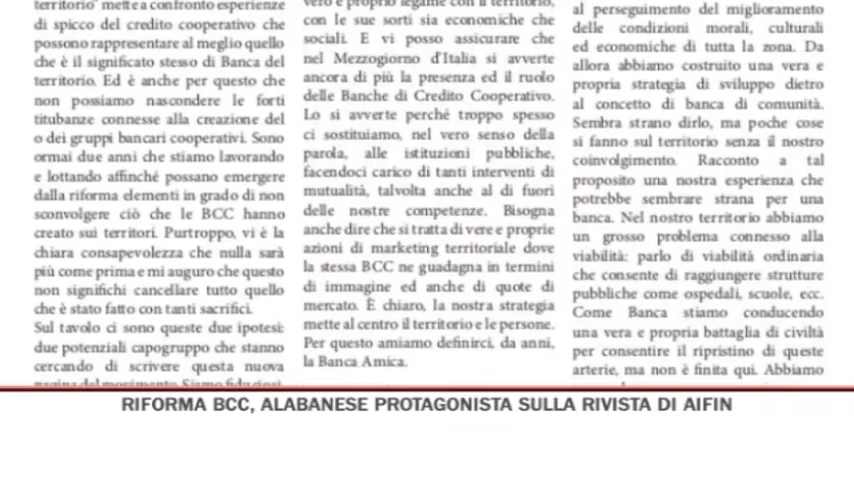 territorio" mette a confronto esperienze
di spicco del credito cooperativo che
possono rappresentare al meglio quello
che è il significato stesso di Banca del
territorio. Ed è anche per questo che
non possiamo nascondere le forti
titubanze connesse alla creazione del
o dei gruppi bancari cooperativi. Sono
ormai due anni che stiamo lavorando
e lottando affinché possano emergere
dalla riforma elementi in grado di non
sconvolgere ciò che le BCC hanno
creato sui territori. Purtroppo, vi è la
chiara consapevolezza che nulla sarà
più come prima e mi auguro che questo
non significhi cancellare tutto quello
che è stato fatto con tanti sacrifici.
Sul tavolo ci sono queste due ipotesi:
due potenziali capogruppo che stanno
cercando di scrivere questa nuova
pagina del movimento. Siamo fiduciosi,
vero e proprio legame con il territorio,
con le sue sorti sia economiche che
sociali. E vi posso assicurare che
nel Mezzogiorno d'Italia si avverte
ancora di più la presenza ed il ruolo
delle Banche di Credito Cooperativo.
Lo si avverte perché troppo spesso
ci sostituiamo, nel vero senso della
parola, alle istituzioni pubbliche,
facendoci carico di tanti interventi di
mutualità, talvolta anche al di fuori
delle nostre competenze. Bisogna
anche dire che si tratta di vere e proprie
azioni di marketing territoriale dove
la stessa BCC ne guadagna in termini
di immagine ed anche di quote di
mercato. È chiaro, la nostra strategia
mette al centro il territorio e le persone.
Per questo amiamo definirci, da anni,
la Banca Amica.
al perseguimento del miglioramento
delle condizioni morali, culturali
ed economiche di tutta la zona. Da
allora abbiamo costruito una vera e
propria strategia di sviluppo dietro
al concetto di banca di comunità.
Sembra strano dirlo, ma poche cose
si fanno sul territorio senza il nostro
coinvolgimento. Racconto a tal
proposito una nostra esperienza che
potrebbe sembrare strana per una
banca. Nel nostro territorio abbiamo
un grosso problema connesso alla
viabilità: parlo di viabilità ordinaria
che consente di raggiungere strutture
pubbliche come ospedali, scuole, ecc.
Come Banca stiamo conducendo
una vera e propria battaglia di civiltà
per consentire il ripristino di queste
arterie, ma non è finita qui. Abbiamo
RIFORMA BCC, ALABANESE PROTAGONISTA SULLA RIVISTA DI AIFIN